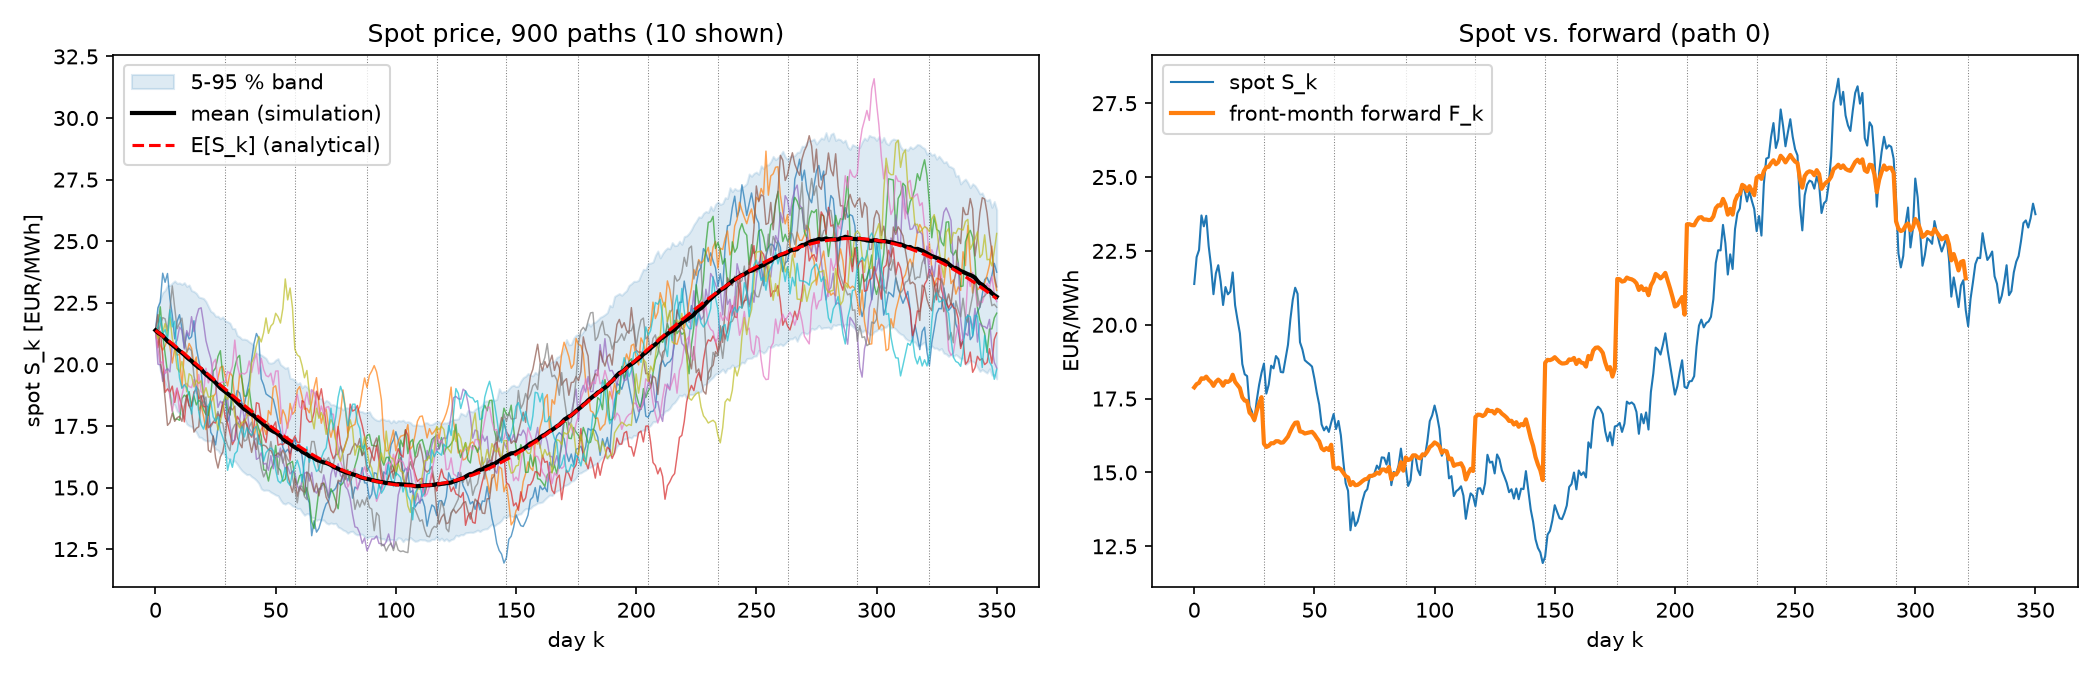 Spot price, 900 paths (10 shown)
5-95 % band
mean (simulation)
E[S_k] (analytical)
spot S_k [EUR/MWh]
32.5
30.0
27.5
25.0
22.5
20.0
17.5
15.0
12.5
0 50 100 150 200 250 300 350
day k
Spot vs. forward (path 0)
spot S_k
front-month forward F_k
EUR/MWh
27.5
25.0
22.5
20.0
17.5
15.0
12.5
0 50 100 150 200 250 300 350
day k